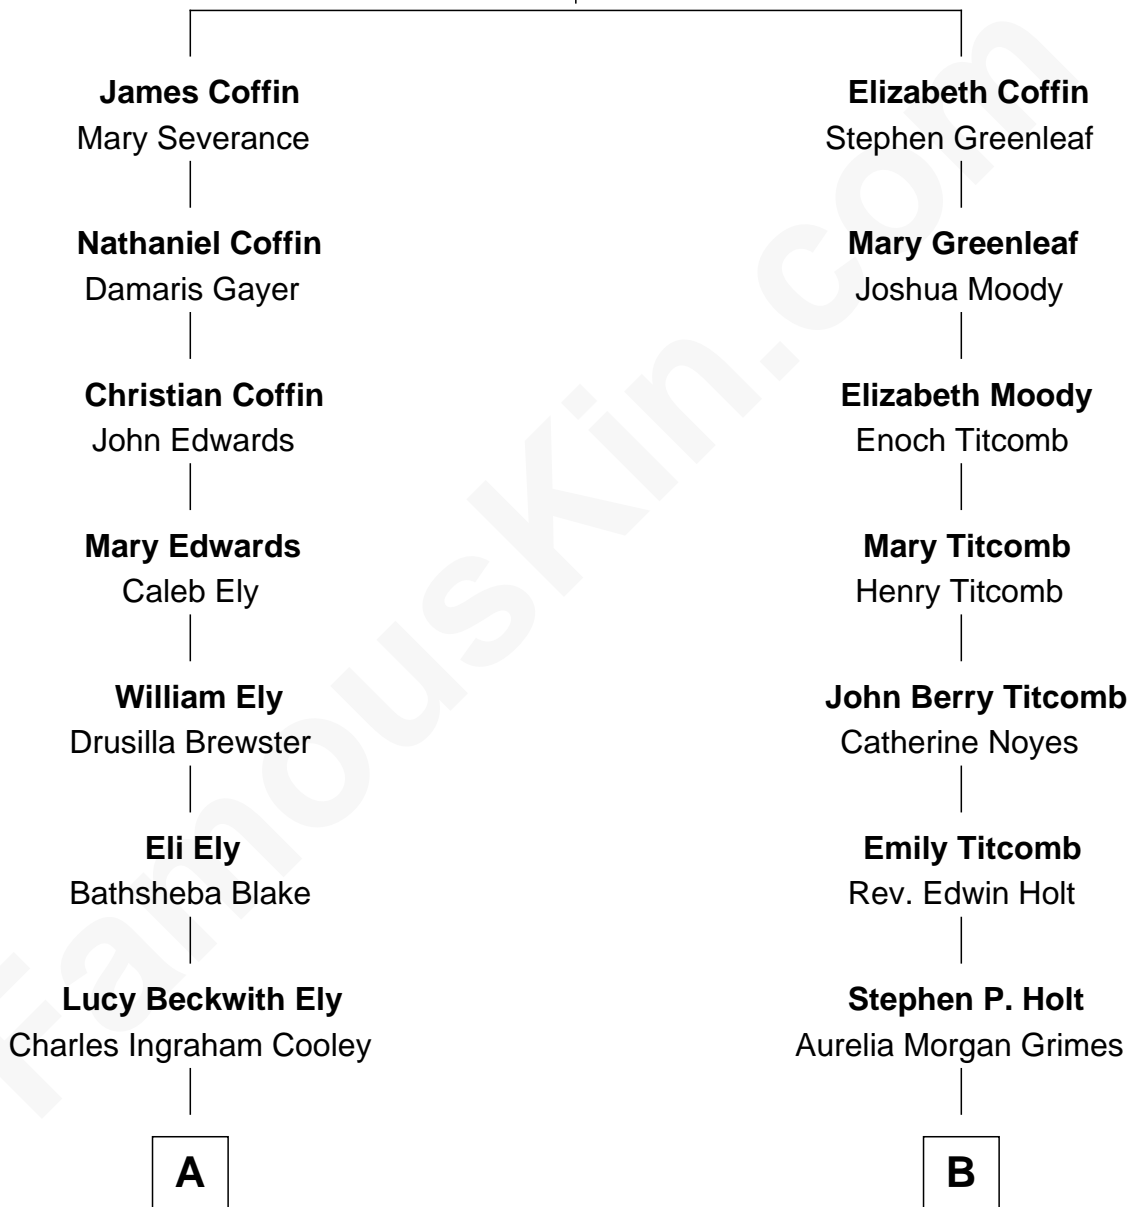 James Coffin
Mary Severance
Nathaniel Coffin
Damaris Gayer
Christian Coffin
John Edwards
Mary Edwards
Caleb Ely
William Ely
Drusilla Brewster
Eli Ely
Bathsheba Blake
Lucy Beckwith Ely
Charles Ingraham Cooley
A
Elizabeth Coffin
Stephen Greenleaf
Mary Greenleaf
Joshua Moody
Elizabeth Moody
Enoch Titcomb
Mary Titcomb
Henry Titcomb
John Berry Titcomb
Catherine Noyes
Emily Titcomb
Rev. Edwin Holt
Stephen P. Holt
Aurelia Morgan Grimes
B
FamousKin.com